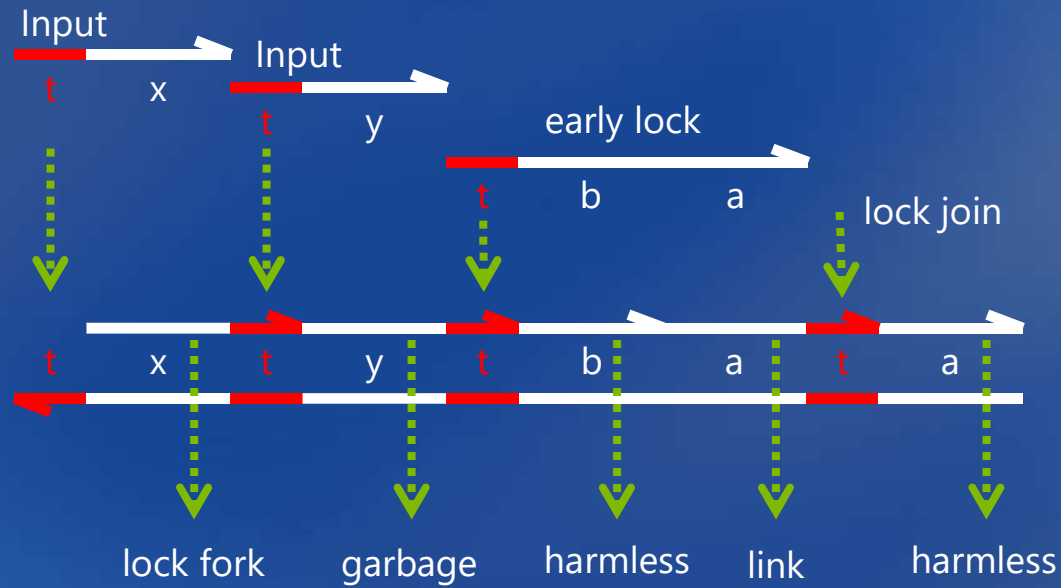 Input
Input
t x
t y
early lock
t b a
lock join
t x t y t b a t a
lock fork garbage harmless link harmless